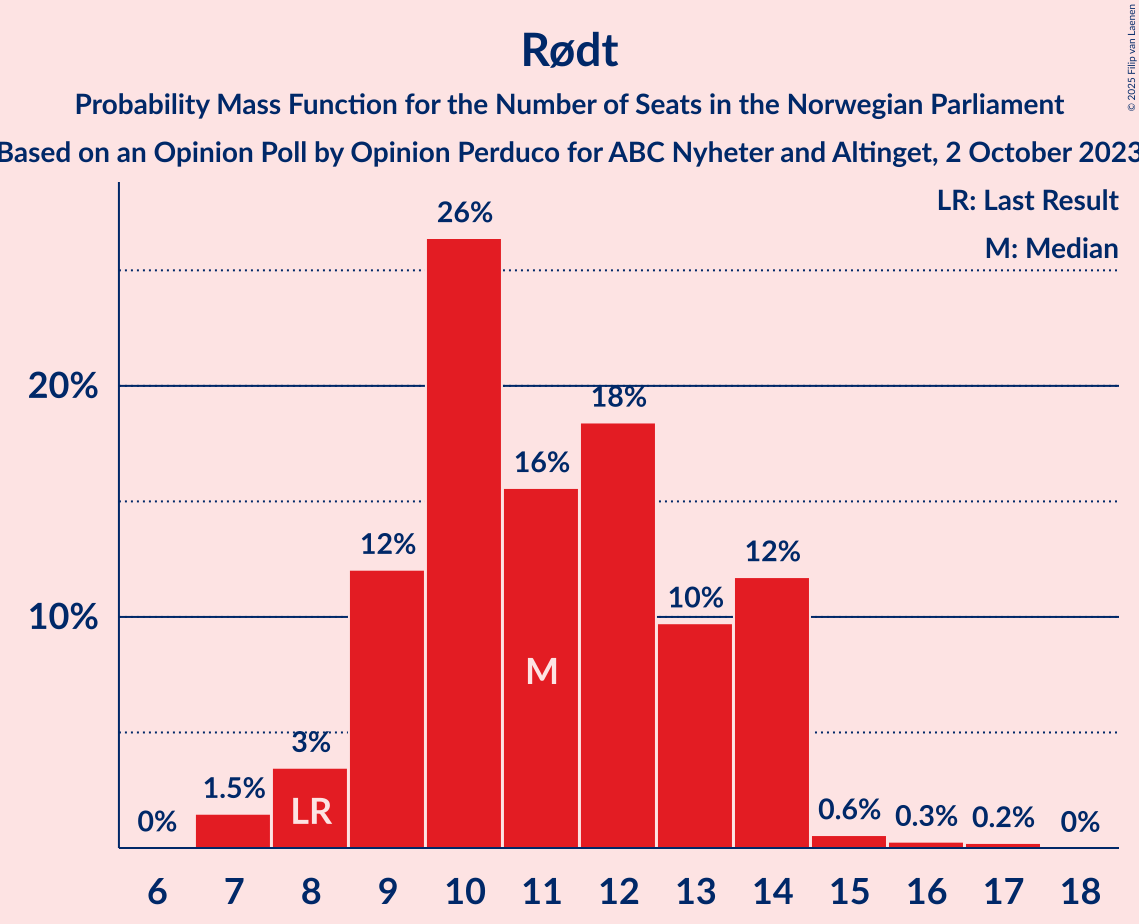 Rødt
Probability Mass Function for the Number of Seats in the Norwegian Parliament
Based on an Opinion Poll by Opinion Perduco for ABC Nyheter and Altinget, 2 October 2023
© 2025 Filip van Laenen
LR: Last Result
M: Median
26%
20%
18%
16%
12%
12%
10%
10%
M
3%
1.5%
LR
0%
0.6%
0.3%
0.2%
0%
6 7 8 9 10 11 12 13 14 15 16 17 18